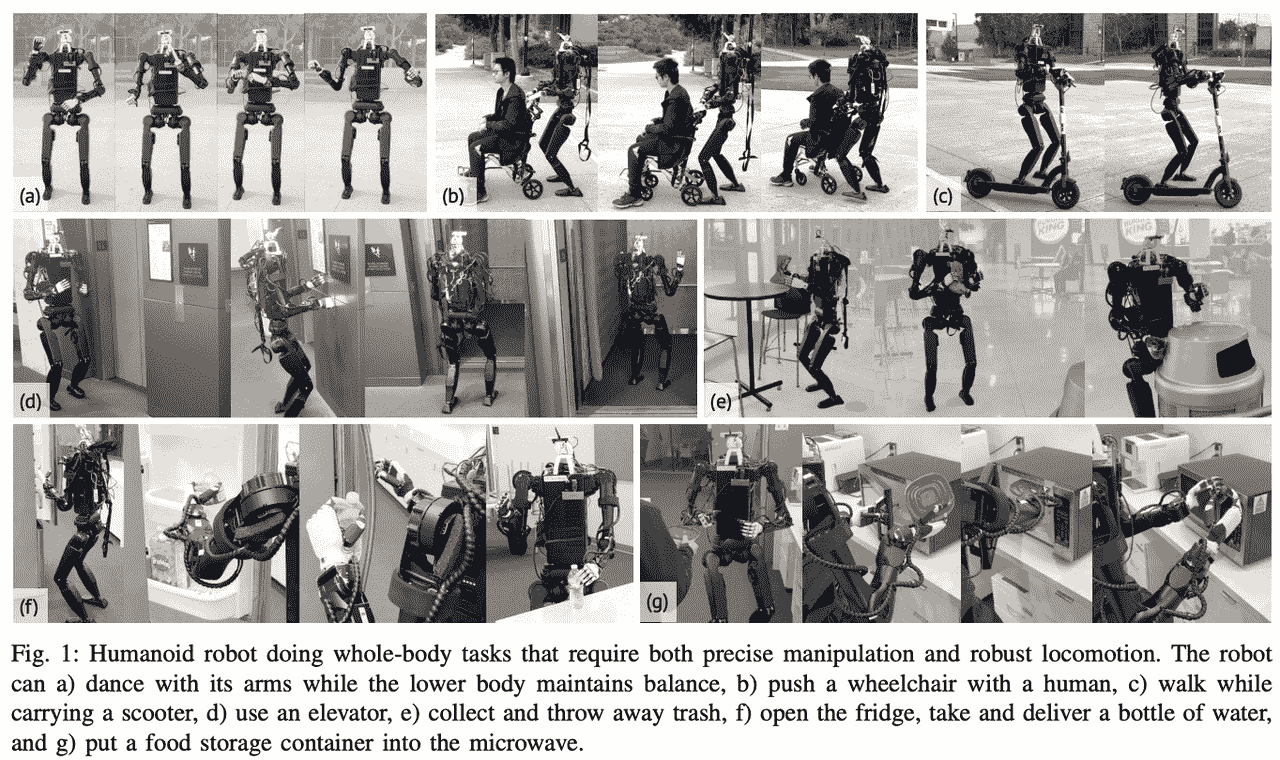 (a)
(b)
(c)
KING
KING
(d)
(e)
(f)
(g)
Fig. 1: Humanoid robot doing whole-body tasks that require both precise manipulation and robust locomotion. The robot
can a) dance with its arms while the lower body maintains balance, b) push a wheelchair with a human, c) walk while
carrying a scooter, d) use an elevator, e) collect and throw away trash, f) open the fridge, take and deliver a bottle of water,
and g) put a food storage container into the microwave.